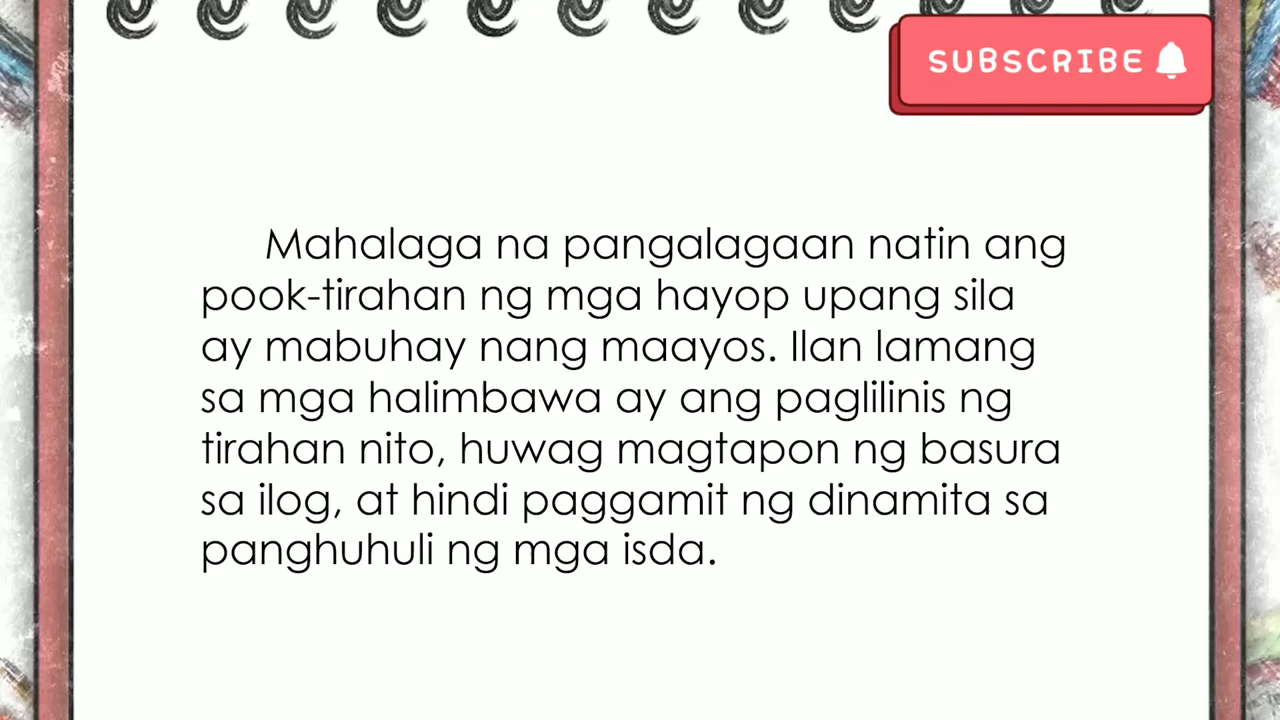 SUBSCRIBE
Mahalaga na pangalagaan natin ang
pook-tirahan ng mga hayop upang sila
ay mabuhay nang maayos. Ilan lamang
sa mga halimbawa ay ang paglilinis ng
tirahan nito, huwag magtapon ng basura
sa ilog, at hindi paggamit ng dinamita sa
panghuhuli ng mga isda.